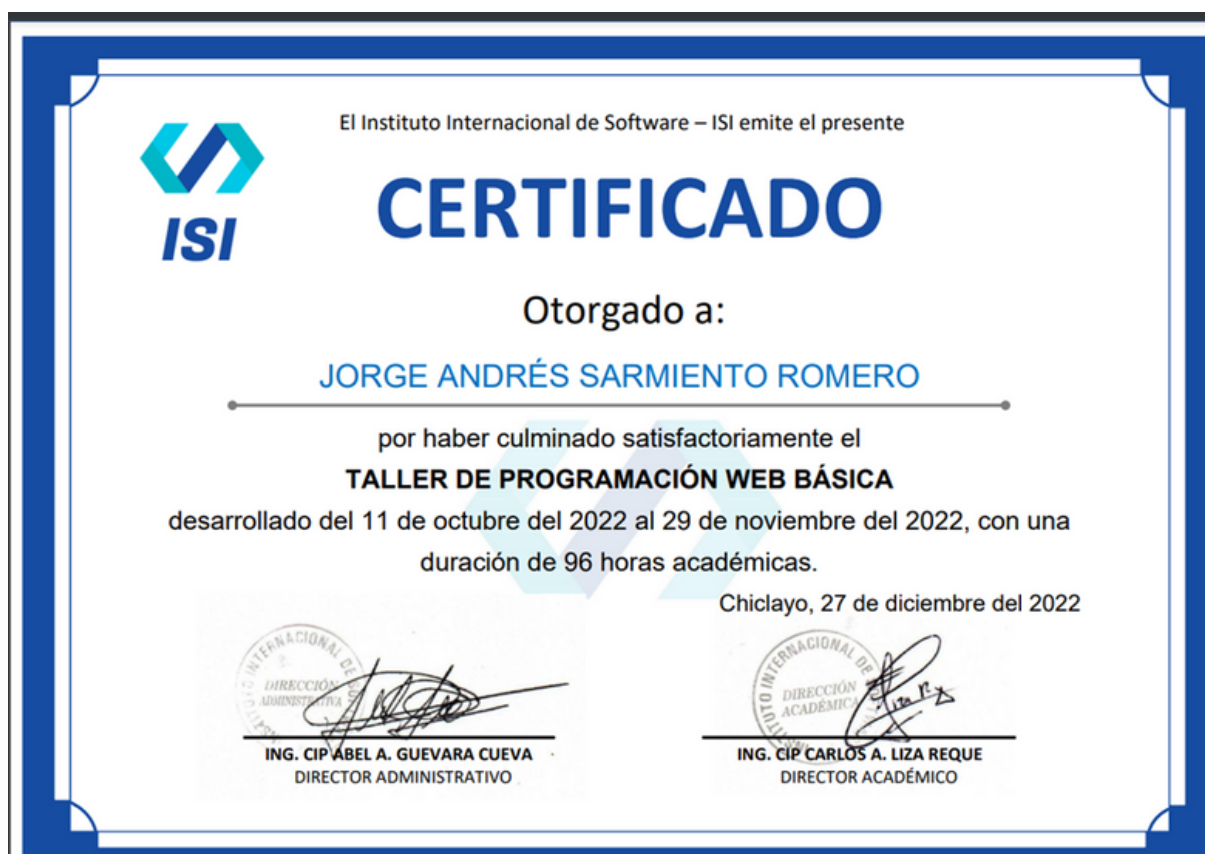 El Instituto Internacional de Software – ISI emite el presente
ISI
CERTIFICADO
Otorgado a:
JORGE ANDRÉS SARMIENTO ROMERO
por haber culminado satisfactoriamente el
TALLER DE PROGRAMACIÓN WEB BÁSICA
desarrollado del 11 de octubre del 2022 al 29 de noviembre del 2022, con una
duración de 96 horas académicas.
Chiclayo, 27 de diciembre del 2022
DIRECCIÓN
ADMINISTRATIVA
ING. CIP ABEL A. GUEVARA CUEVA
DIRECTOR ADMINISTRATIVO
INSTITUTO INTERNACIONAL DE
DIRECCIÓN
ACADÉMICA
ING. CIP CARLOS A. LIZA REQUE
DIRECTOR ACADÉMICO